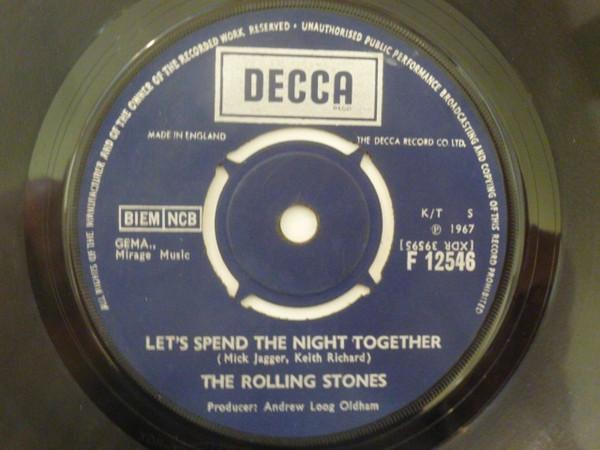 ALL RIGHTS OF THE MANUFACTURER AND OF THE OWNER OF THE RECORDED WORK RESERVED • UNAUTHORISED PUBLIC PERFORMANCE BROADCASTING AND COPYING OF THIS RECORD PROHIBITED
DECCA
REGD
MADE IN ENGLAND
THE DECCA RECORD CO. LTD.
BIEM NCB
GEMA.,
Mirage Music
K/T S
℗ 1967
[XDR 39595]
F 12546
LET'S SPEND THE NIGHT TOGETHER
(Mick Jagger, Keith Richard)
THE ROLLING STONES
Producer: Andrew Loog Oldham